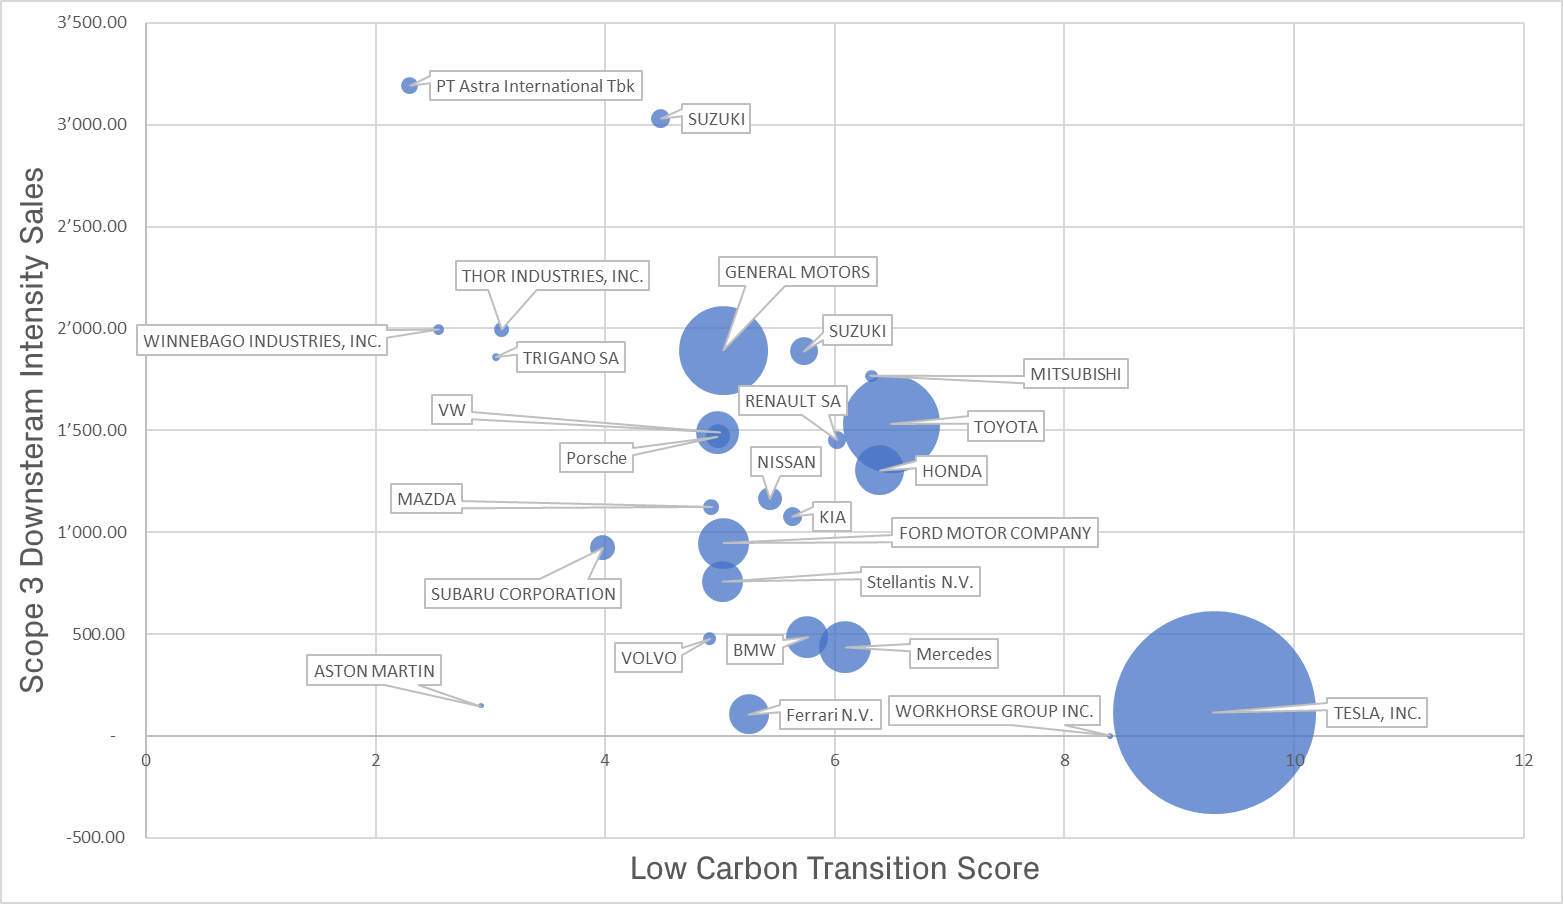 3’500.00
PT Astra International Tbk
3’000.00
SUZUKI
2’500.00
THOR INDUSTRIES, INC.
GENERAL MOTORS
2’000.00
WINNEBAGO INDUSTRIES, INC.
SUZUKI
TRIGANO SA
MITSUBISHI
RENAULT SA
VW
1’500.00
TOYOTA
Porsche
NISSAN
HONDA
MAZDA
KIA
1’000.00
FORD MOTOR COMPANY
Stellantis N.V.
SUBARU CORPORATION
500.00
VOLVO
BMW
Mercedes
ASTON MARTIN
Ferrari N.V.
WORKHORSE GROUP INC.
TESLA, INC.
-
0 2 4 6 8 10 12
-500.00
Scope 3 Downsteram Intensity Sales
Low Carbon Transition Score